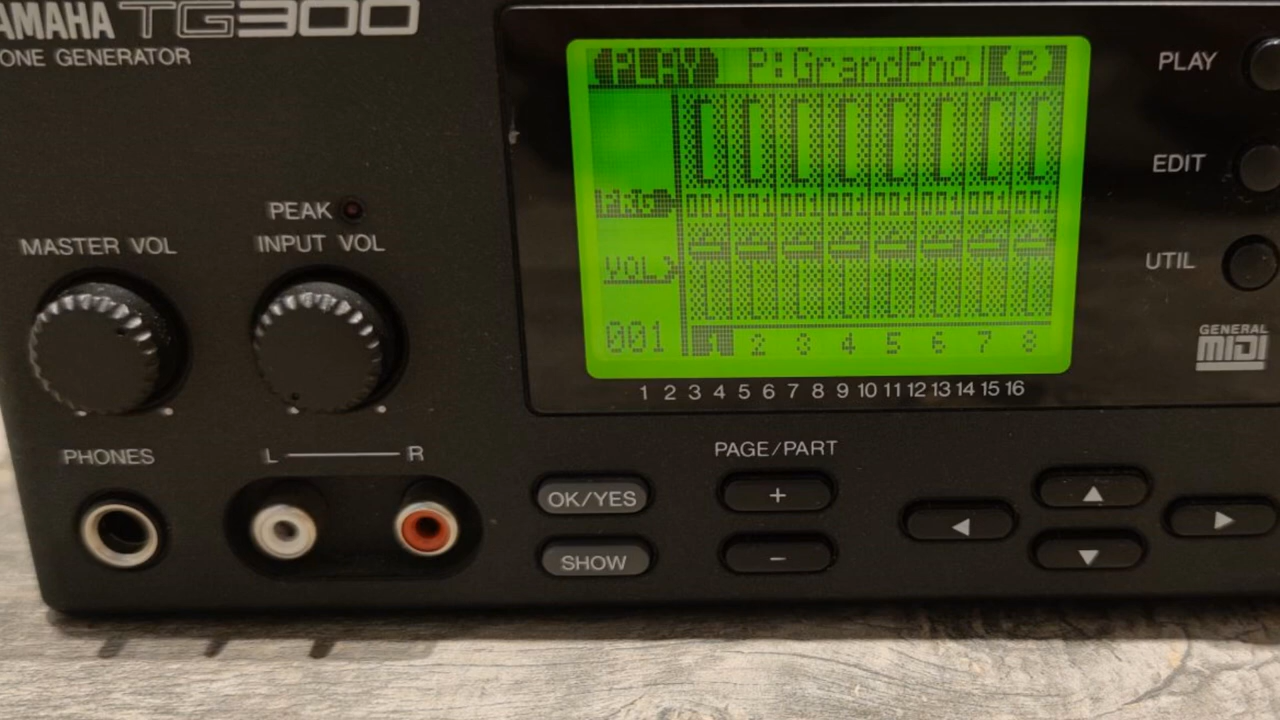 AMAHA TG300
ONE GENERATOR
PLAY P:GrandPno B
PRG 001 001 001 001 001 001 001 001
VOL
001 1 2 3 4 5 6 7 8
1 2 3 4 5 6 7 8 9 10 11 12 13 14 15 16
PLAY
EDIT
UTIL
GENERAL
MIDI
PEAK
MASTER VOL INPUT VOL
PHONES L R
PAGE/PART
OK/YES +
SHOW -